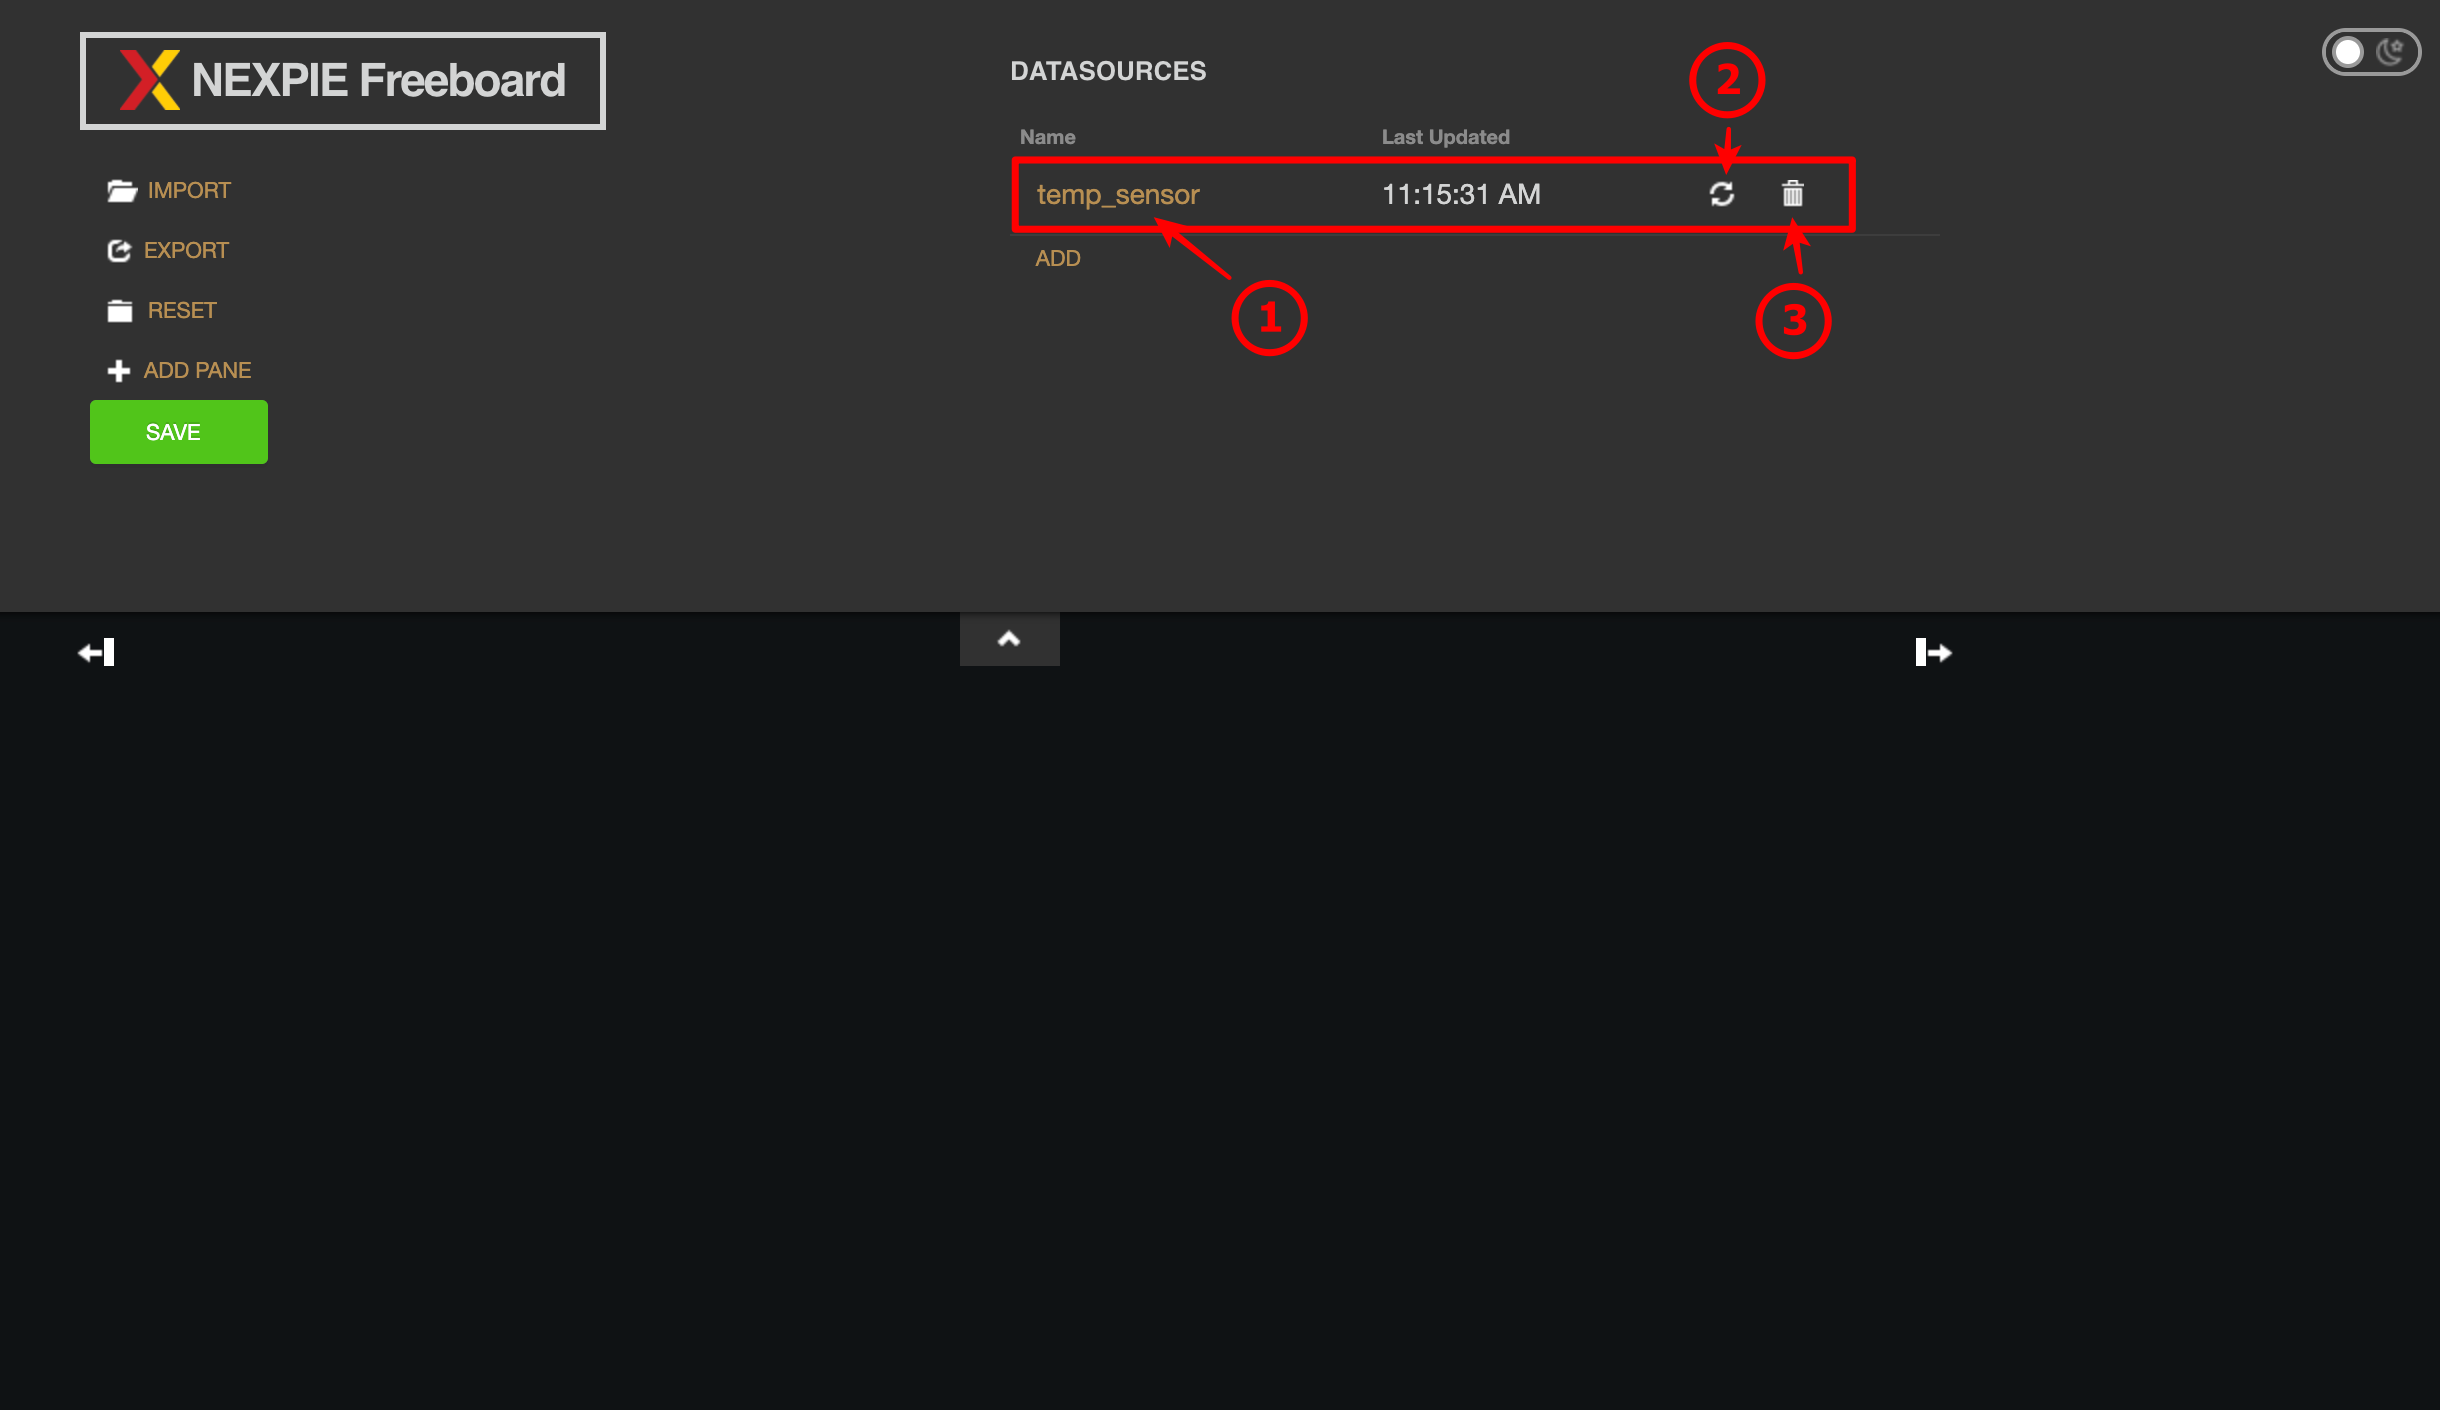 NEXPIE Freeboard
IMPORT
EXPORT
RESET
ADD PANE
SAVE
DATASOURCES
Name Last Updated
temp_sensor 11:15:31 AM
ADD
1
2
3